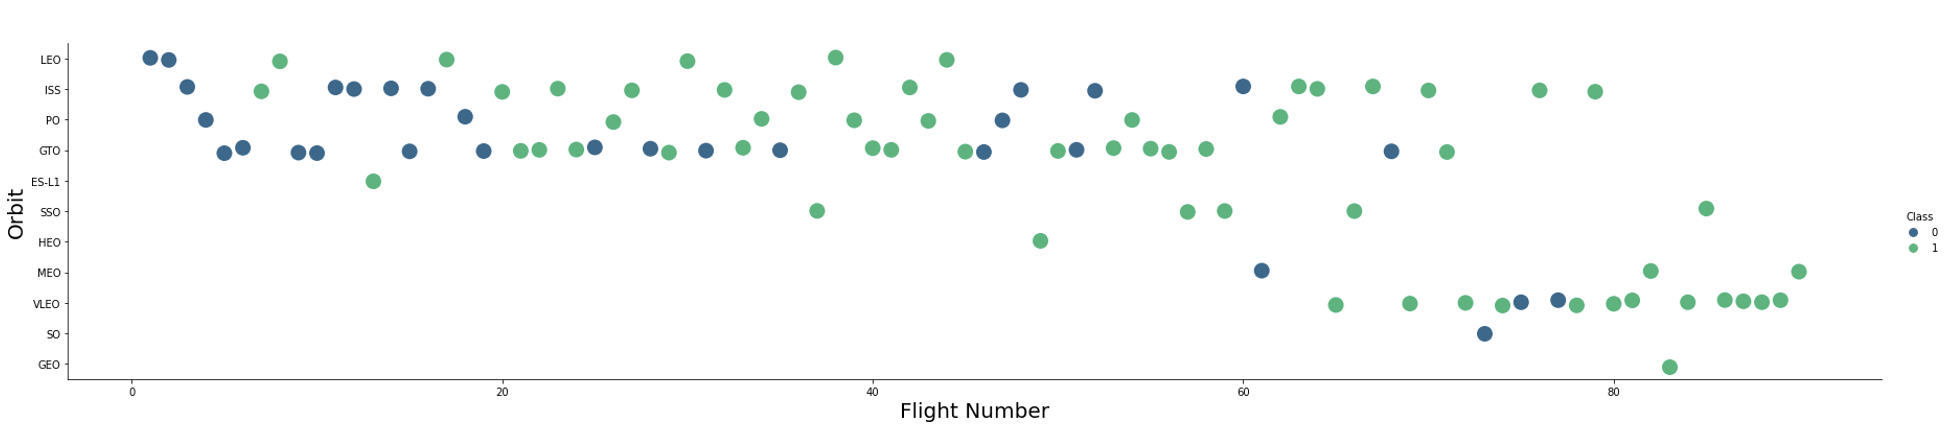 LEO
ISS
PO
GTO
ES-L1
SSO
HEO
MEO
VLEO
SO
GEO
Orbit
0 20 40 60 80
Flight Number
Class
0
1